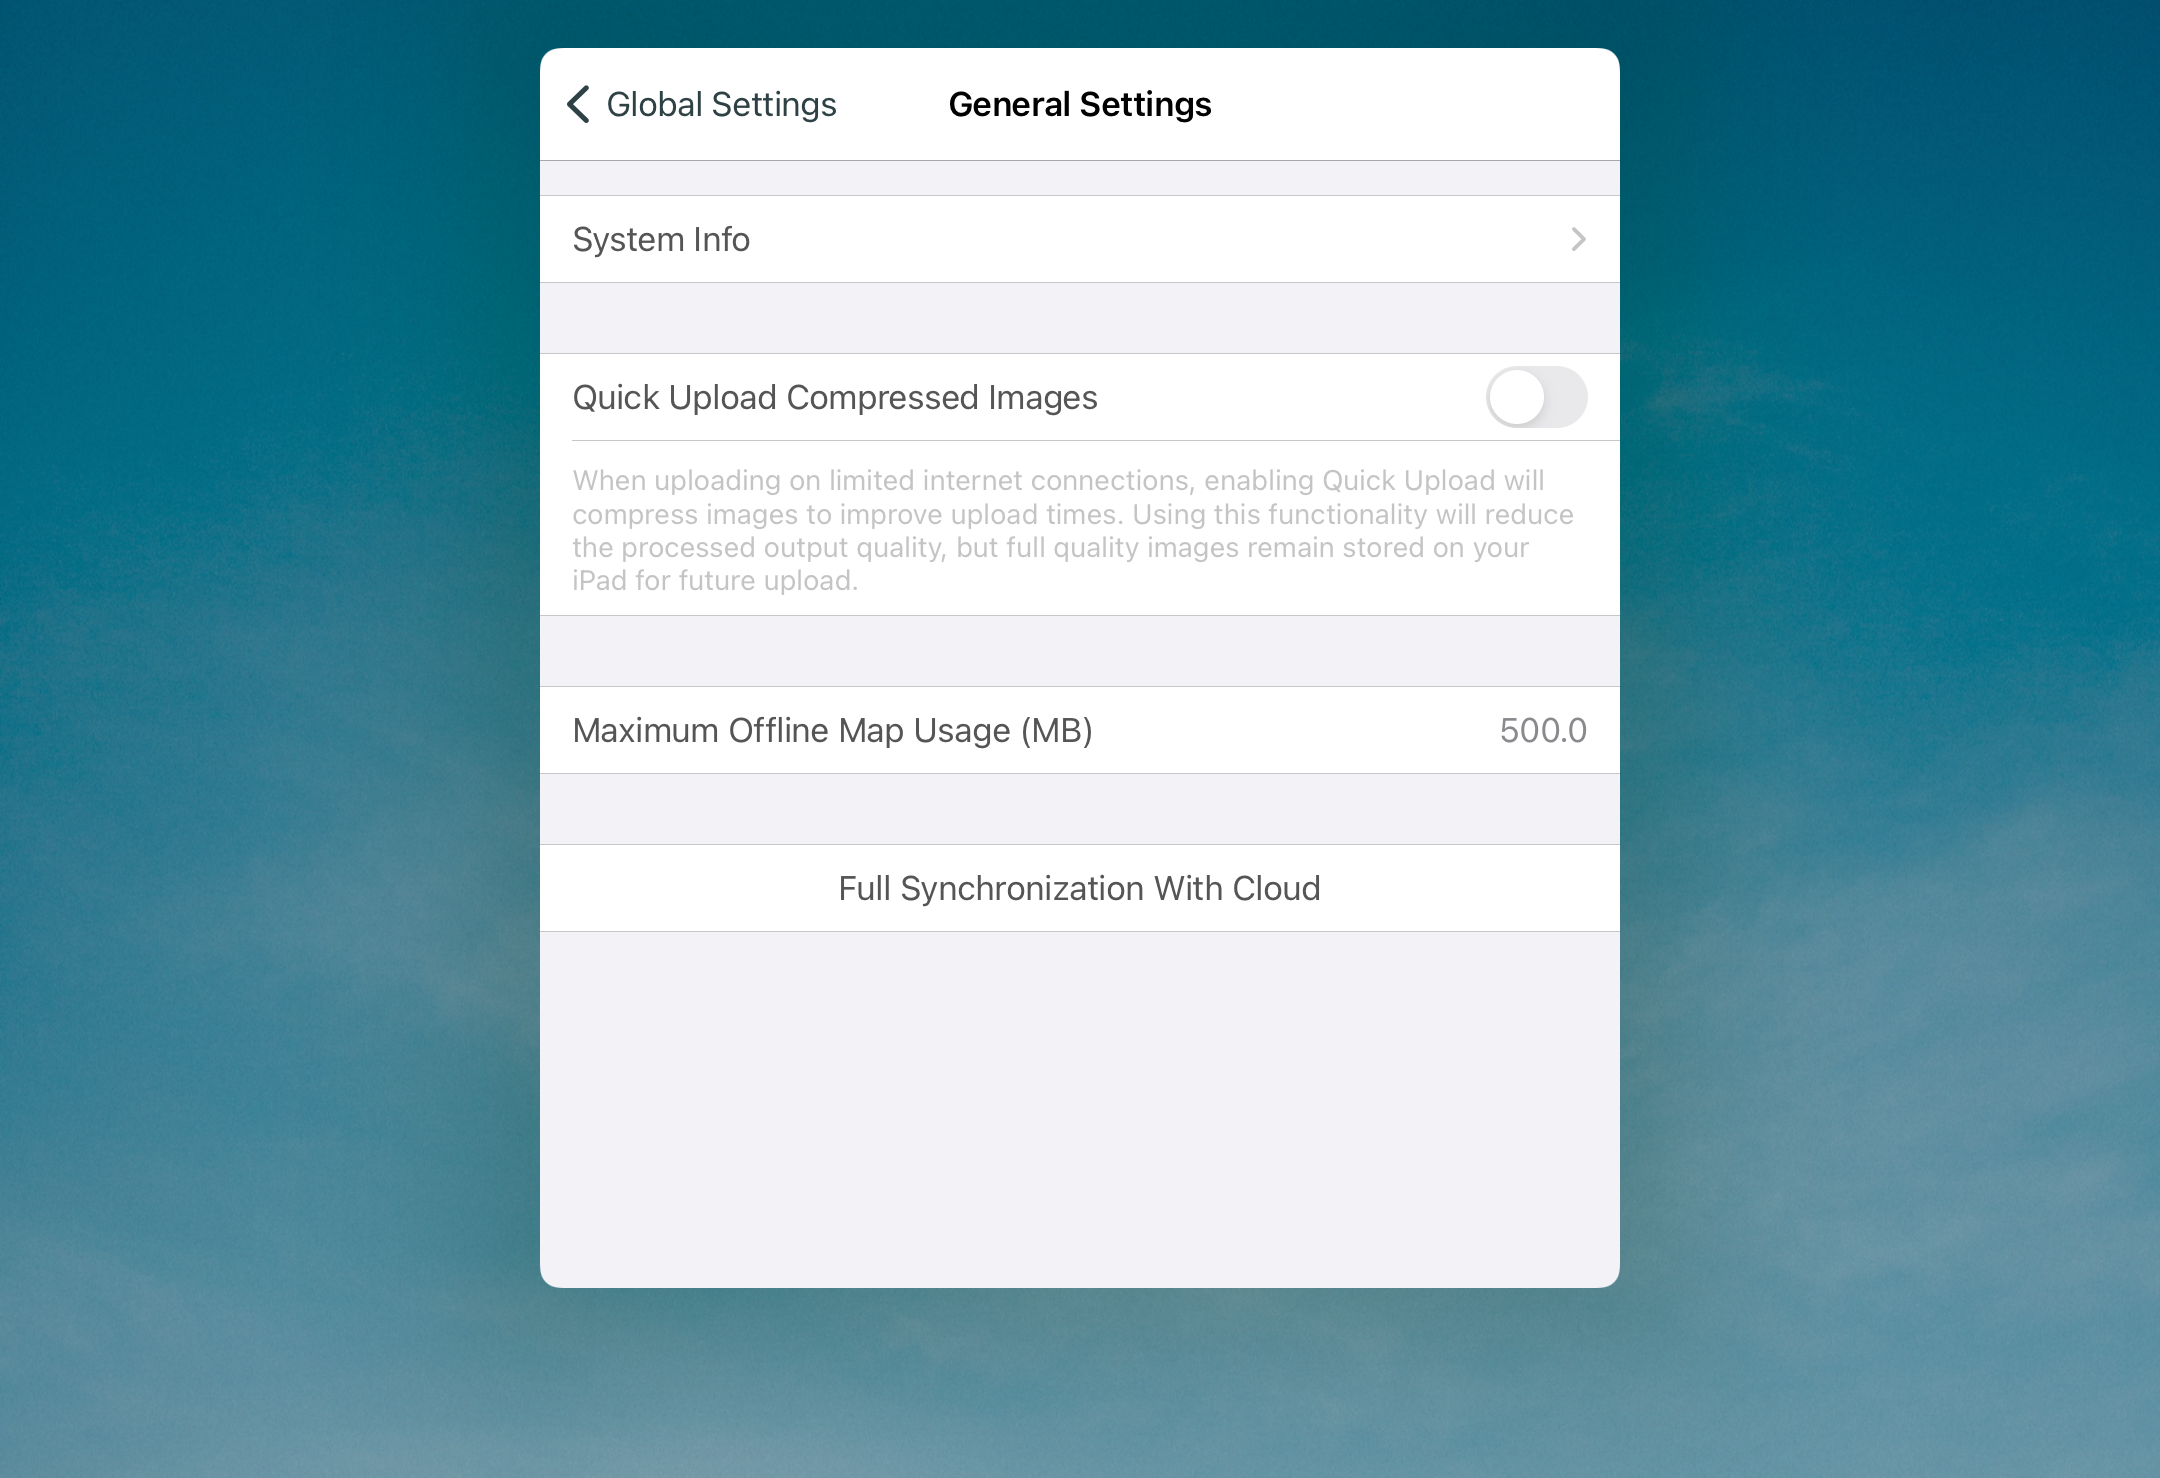 Global Settings
General Settings
System Info
Quick Upload Compressed Images
When uploading on limited internet connections, enabling Quick Upload will
compress images to improve upload times. Using this functionality will reduce
the processed output quality, but full quality images remain stored on your
iPad for future upload.
Maximum Offline Map Usage (MB)
500.0
Full Synchronization With Cloud